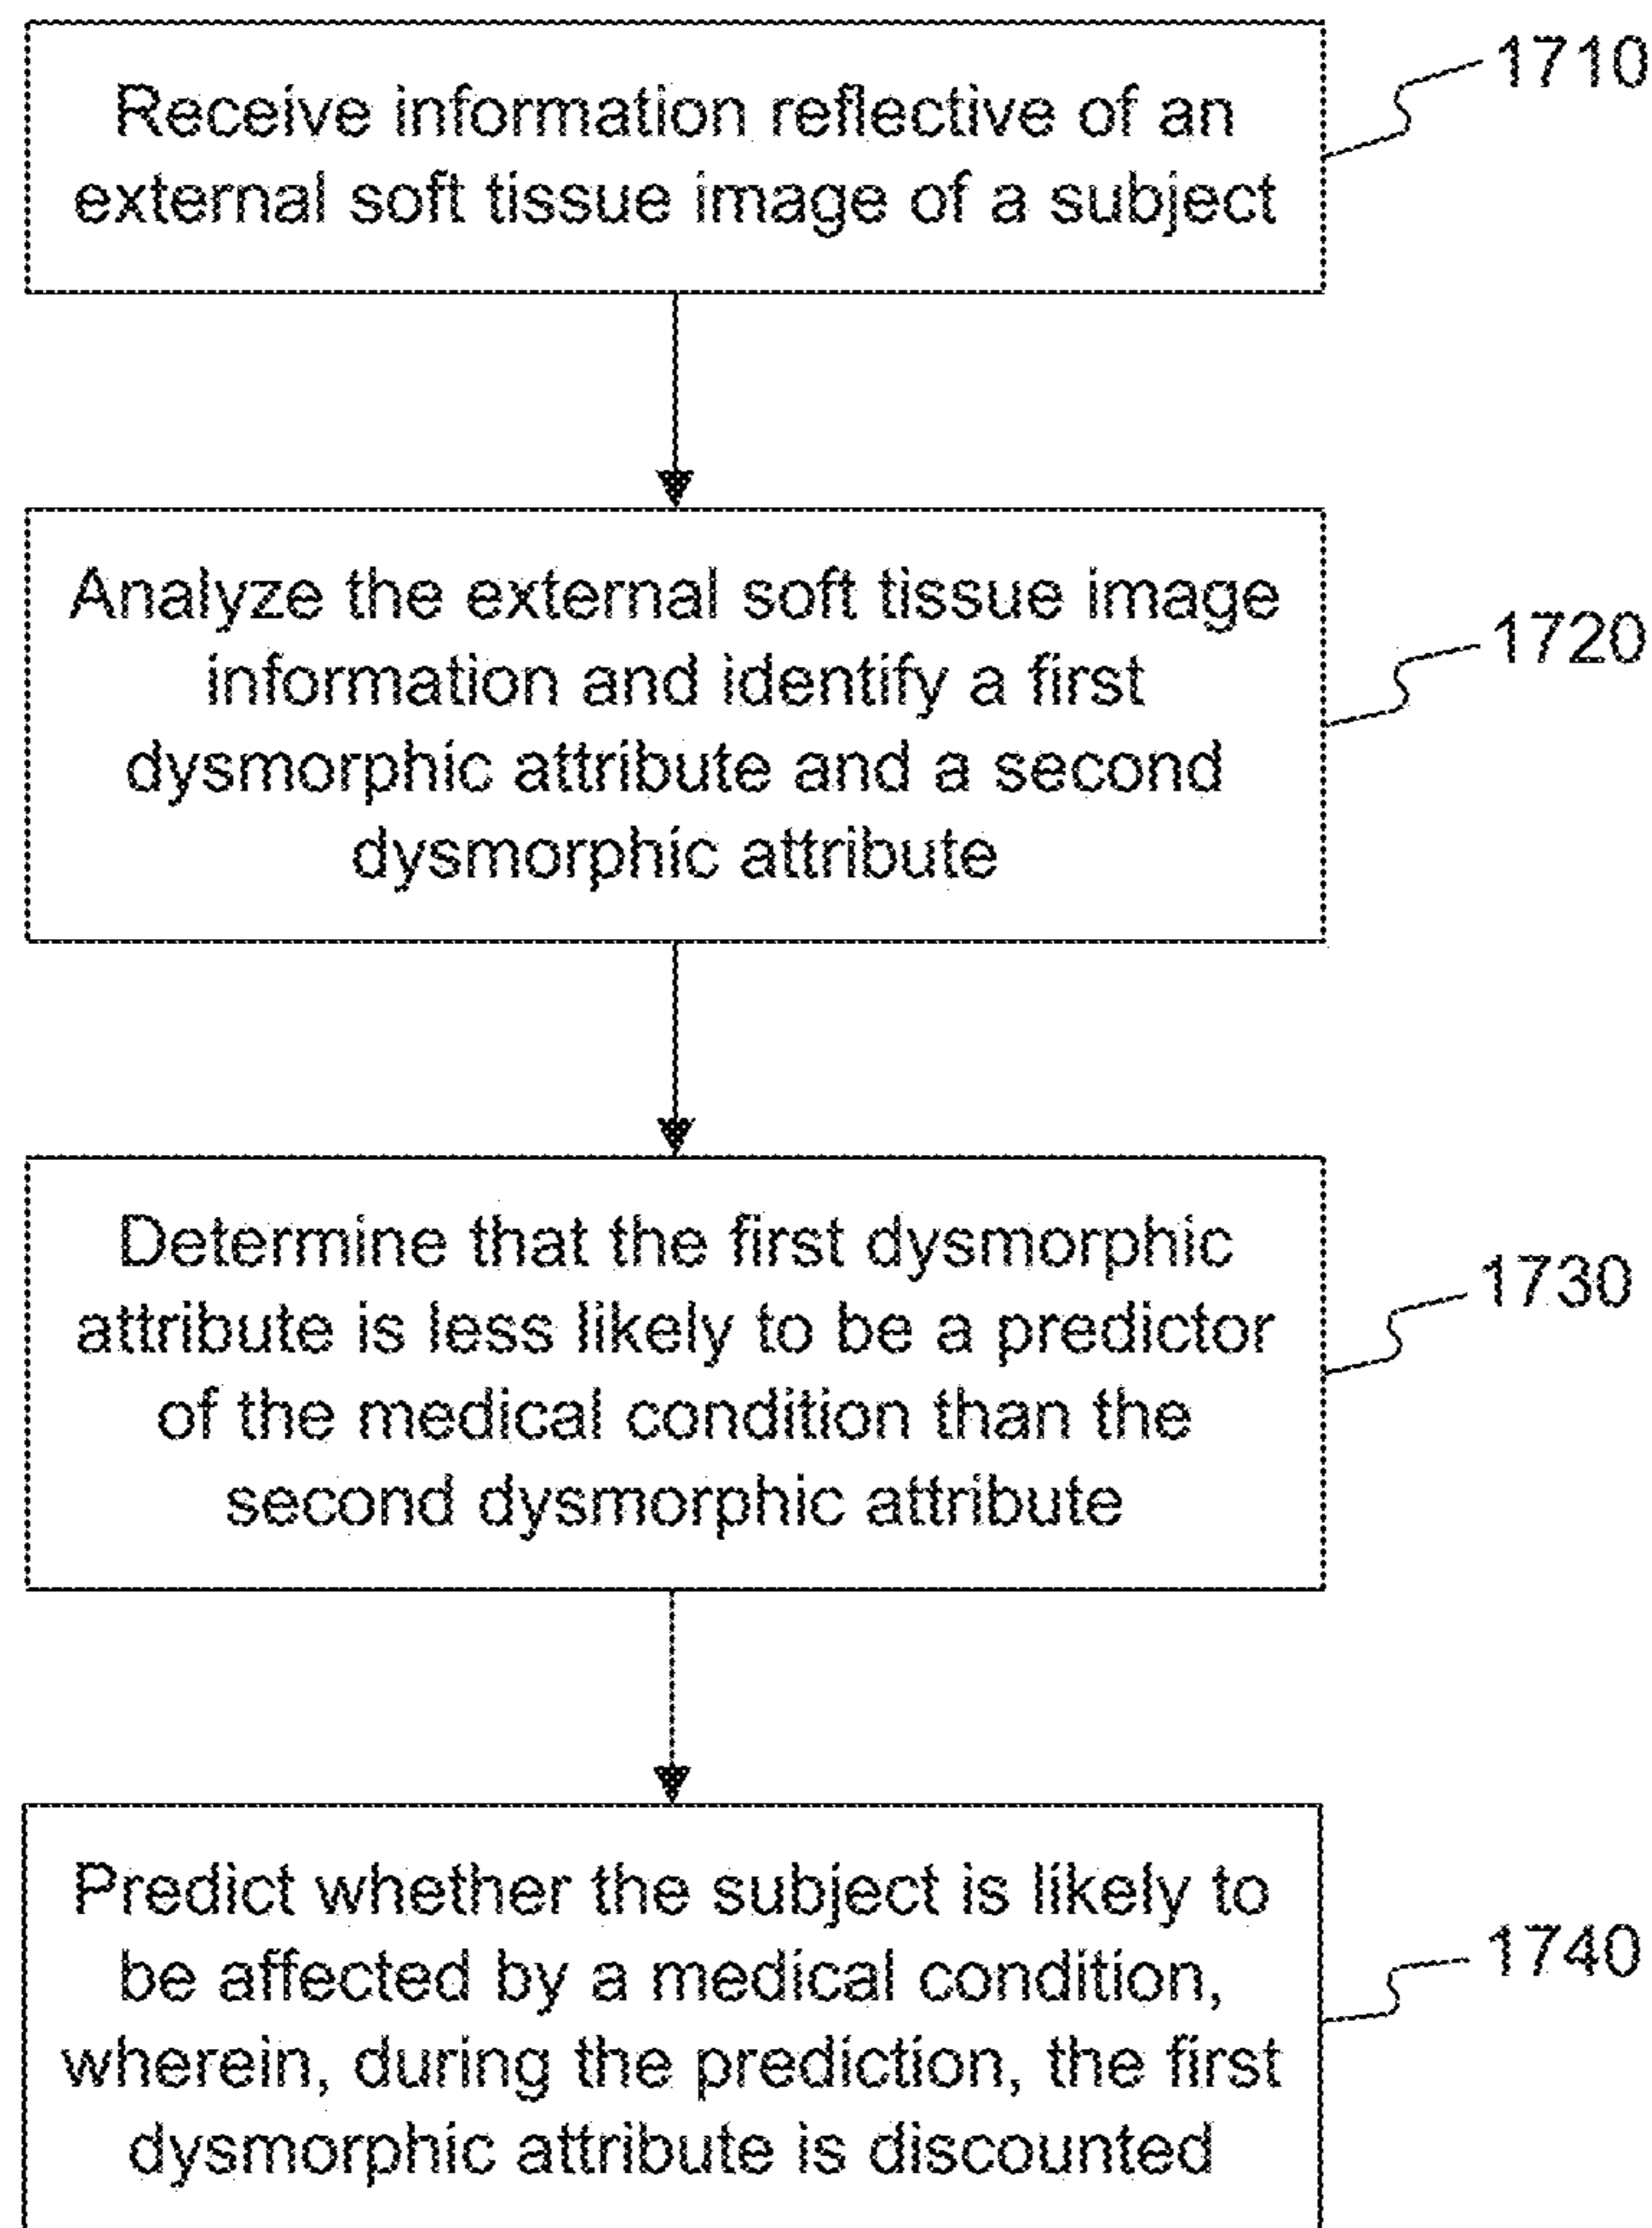 Receive information reflective of an
external soft tissue image of a subject
1710
Analyze the external soft tissue image
information and identify a first
dysmorphic attribute and a second
dysmorphic attribute
1720
Determine that the first dysmorphic
attribute is less likely to be a predictor
of the medical condition than the
second dysmorphic attribute
1730
Predict whether the subject is likely to
be affected by a medical condition,
wherein, during the prediction, the first
dysmorphic attribute is discounted
1740